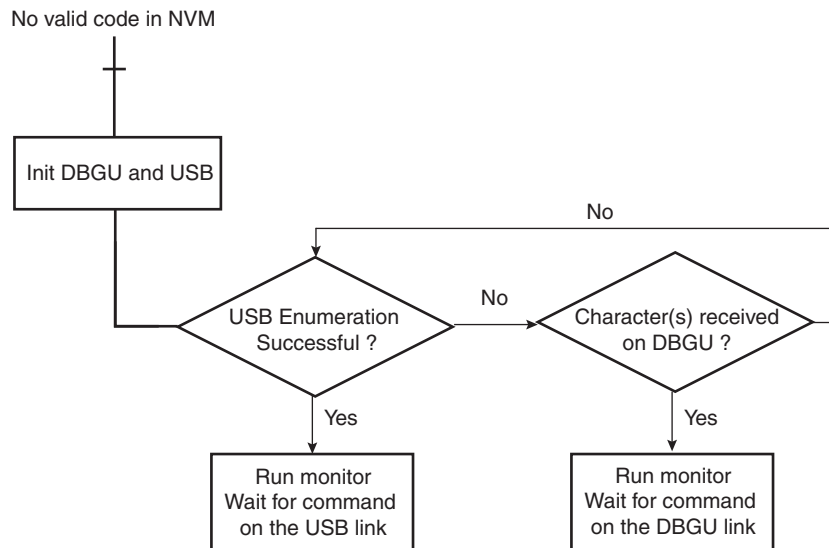 No valid code in NVM
Init DBGU and USB
No
USB Enumeration
Successful ?
No
Character(s) received
on DBGU ?
Yes
Yes
Run monitor
Wait for command
on the USB link
Run monitor
Wait for command
on the DBGU link